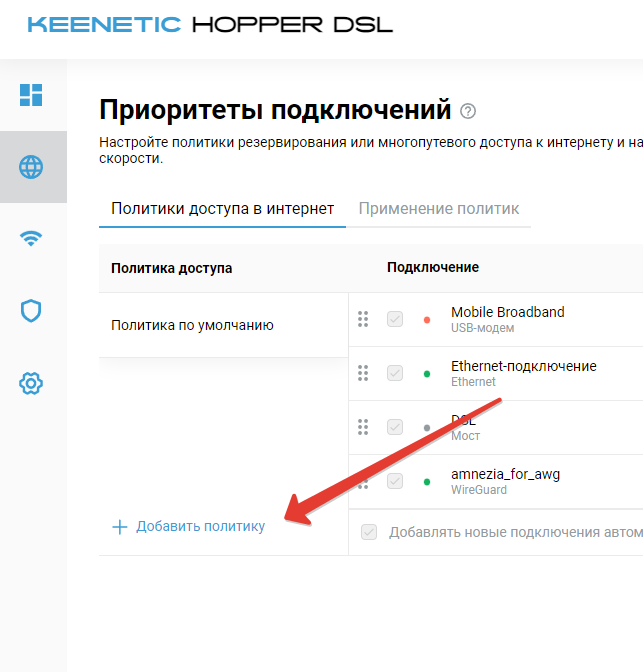 KEENETIC HOPPER DSL
Приоритеты подключений
Настройте политики резервирования или многопутевого доступа к интернету и на
скорости.
Политики доступа в интернет
Применение политик
Политика доступа
Подключение
Политика по умолчанию
Mobile Broadband
USB-модем
Ethernet-подключение
Ethernet
DSL
Мост
amnezia_for_awg
WireGuard
+ Добавить политику
Добавлять новые подключения автом